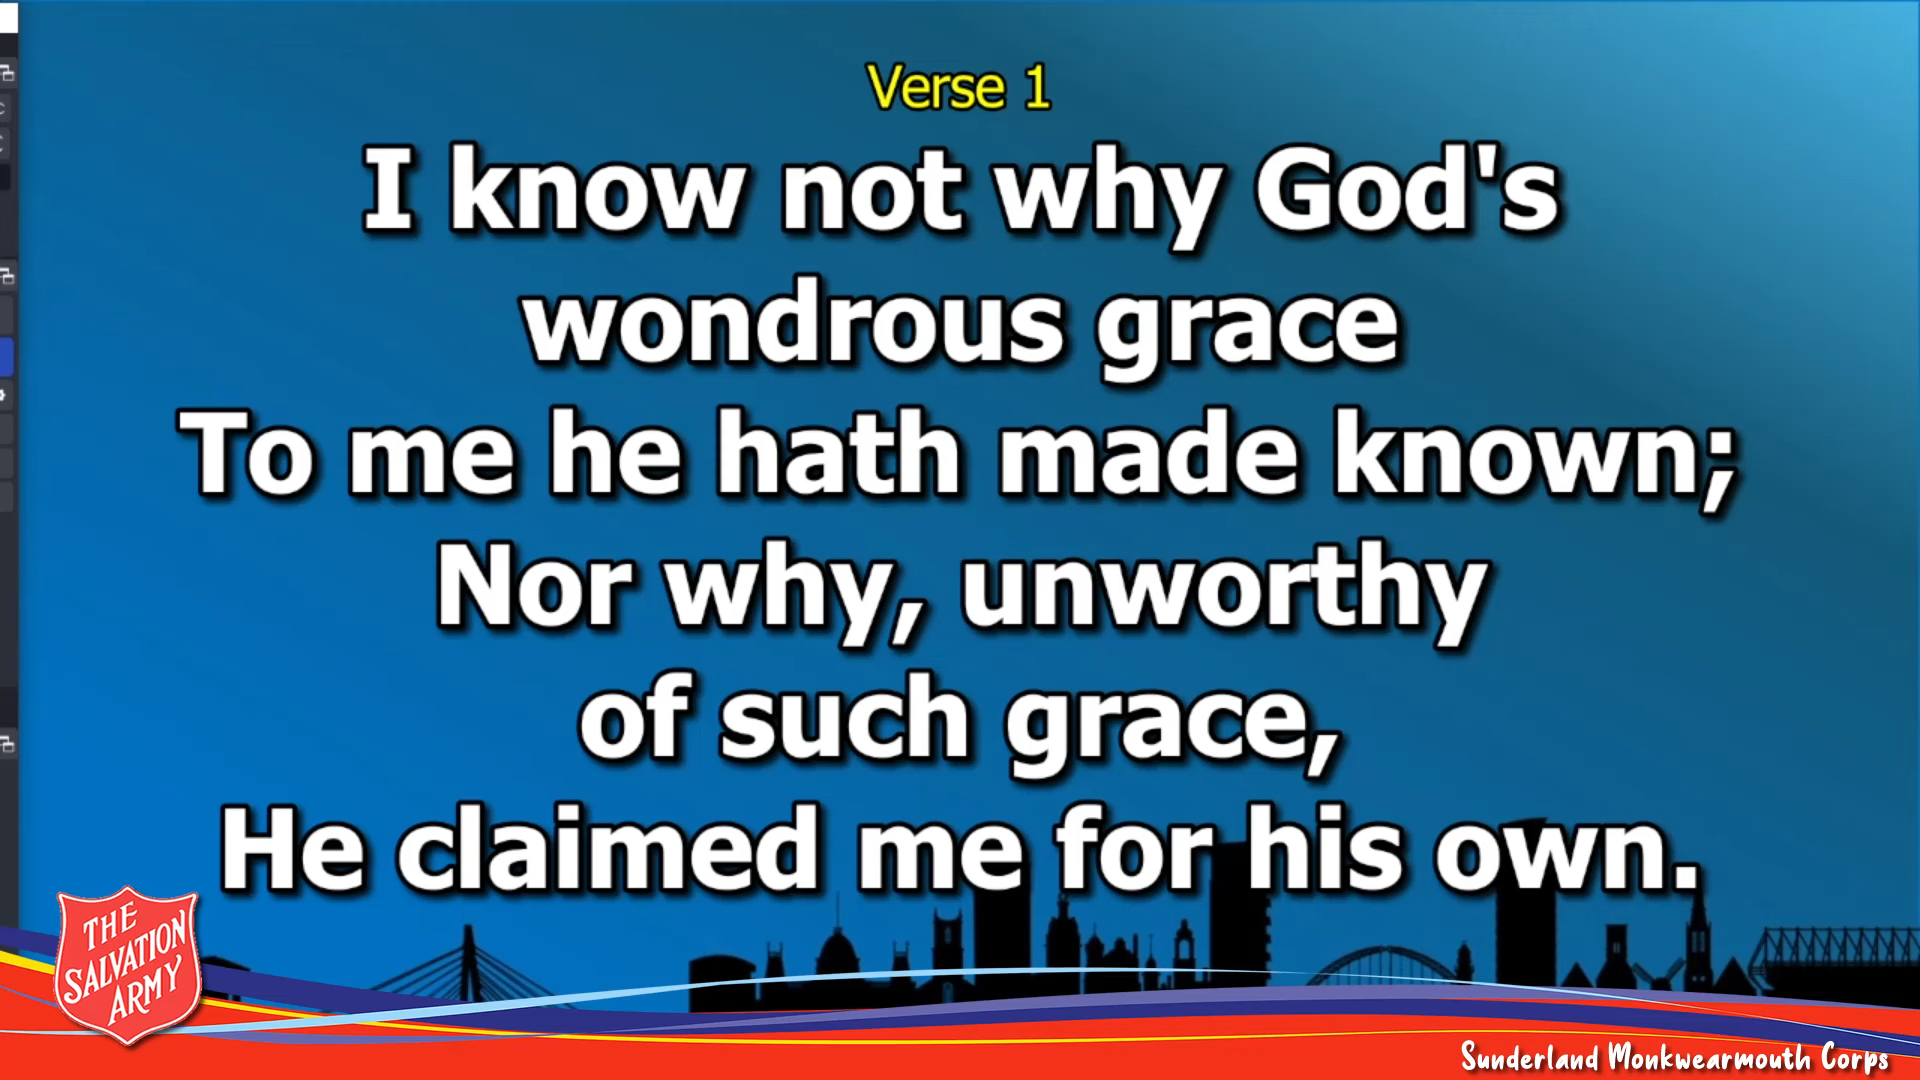 Verse 1
I know not why God's
wondrous grace
To me he hath made known;
Nor why, unworthy
of such grace,
He claimed me for his own.
THE
SALVATION
ARMY
Sunderland Monkwearmouth Corps